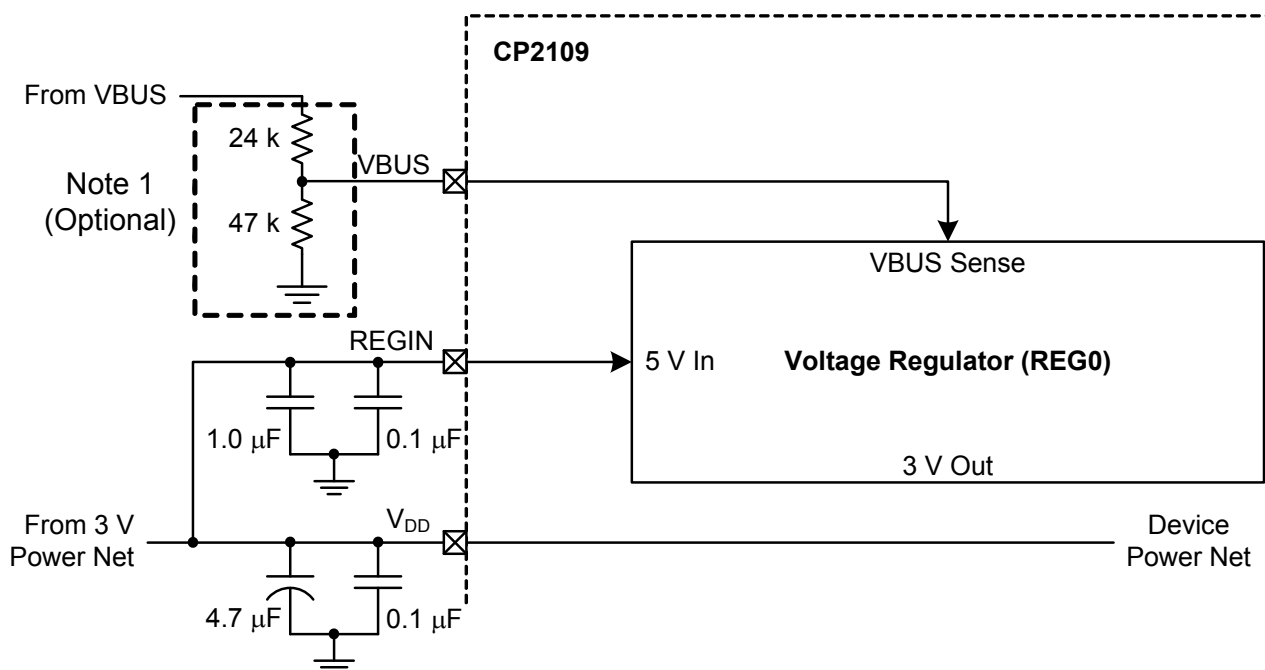 CP2109
From VBUS
24 k
VBUS
Note 1
(Optional)
47 k
VBUS Sense
REGIN
5 V In
Voltage Regulator (REG0)
1.0 μF
0.1 μF
3 V Out
From 3 V
Power Net
VDD
Device
Power Net
4.7 μF
0.1 μF